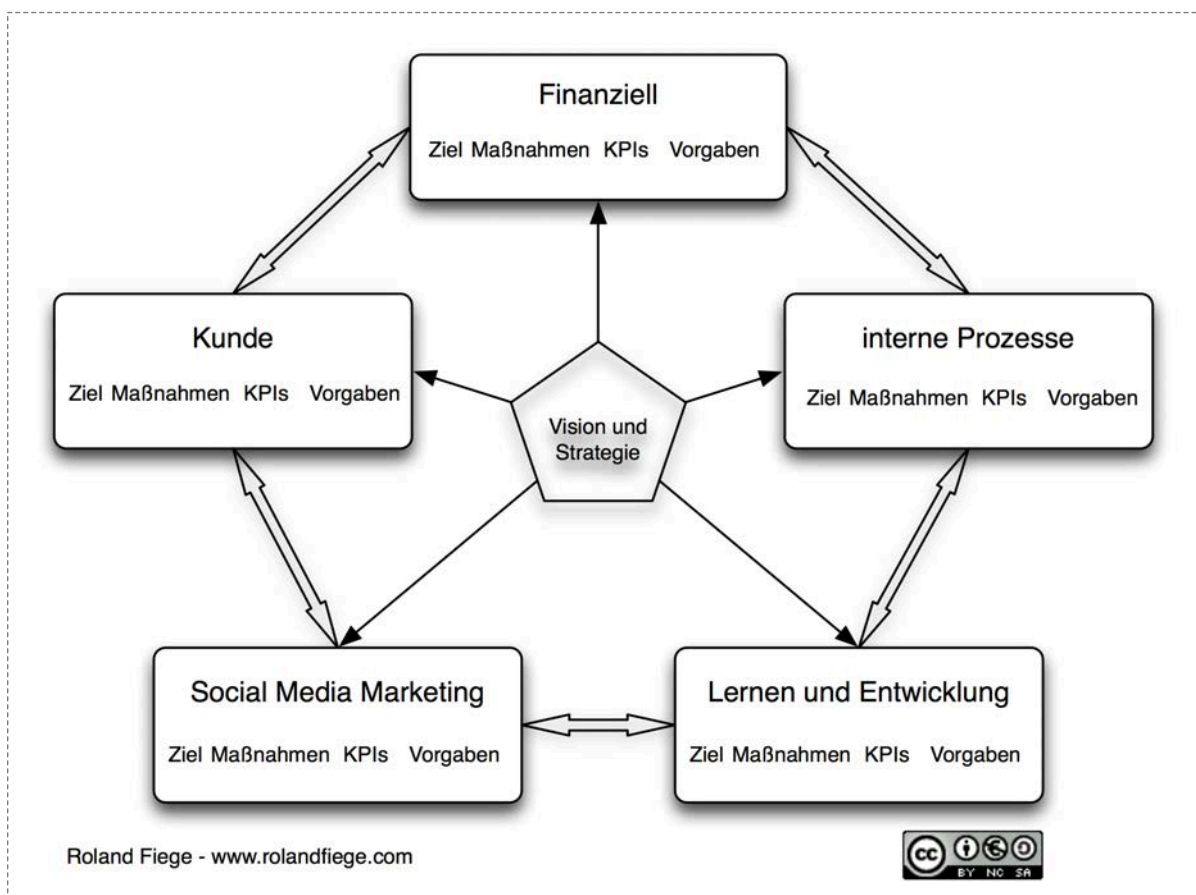 Finanziell
Ziel Maßnahmen KPIs Vorgaben
Kunde
Ziel Maßnahmen KPIs Vorgaben
interne Prozesse
Ziel Maßnahmen KPIs Vorgaben
Vision und
Strategie
Social Media Marketing
Ziel Maßnahmen KPIs Vorgaben
Lernen und Entwicklung
Ziel Maßnahmen KPIs Vorgaben
Roland Fiege - www.rolandfiege.com
cc
BY NC SA